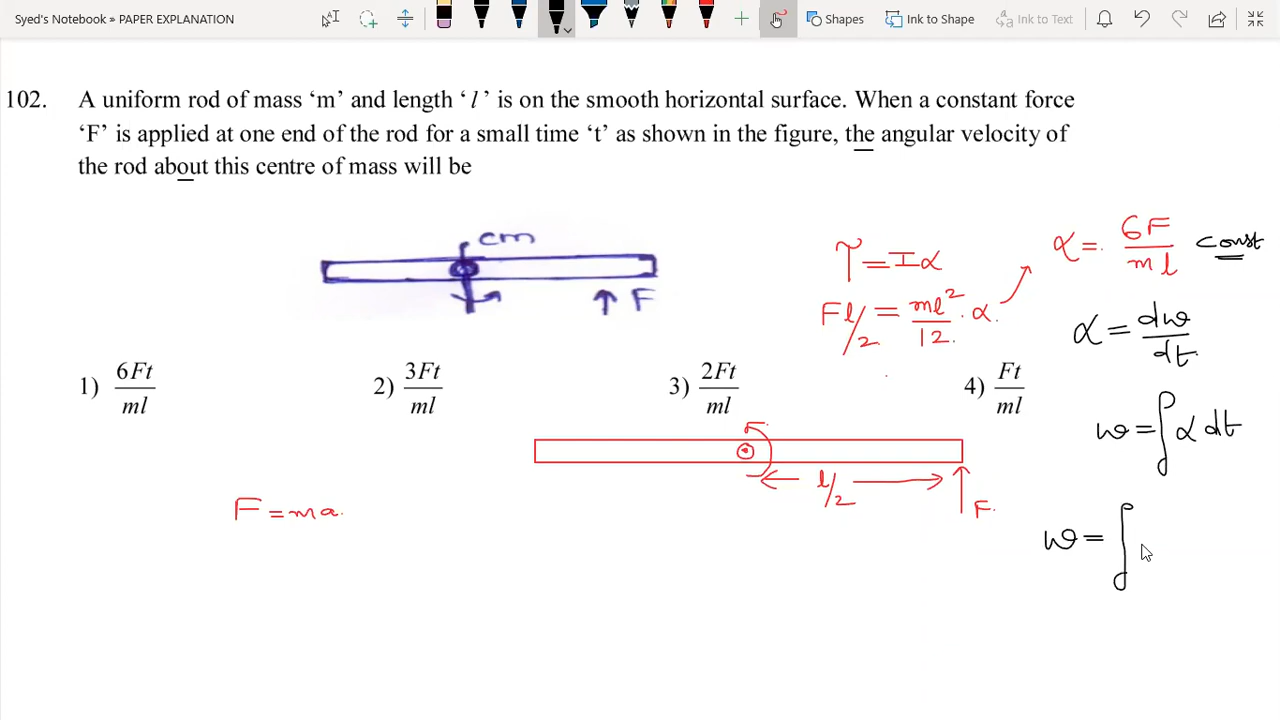 Syed's Notebook » PAPER EXPLANATION
Shapes
Ink to Shape
Ink to Text
102. A uniform rod of mass ‘m’ and length ‘l’ is on the smooth horizontal surface. When a constant force
‘F’ is applied at one end of the rod for a small time ‘t’ as shown in the figure, the angular velocity of
the rod about this centre of mass will be
cm
F
τ = Iα
Fl/2 = ml²/12 . α
α = 6F/ml const
α = dω/dt
1) 6Ft/ml 2) 3Ft/ml 3) 2Ft/ml 4) Ft/ml
ω = ∫ α dt
l/2
F
F = ma
ω = ∫